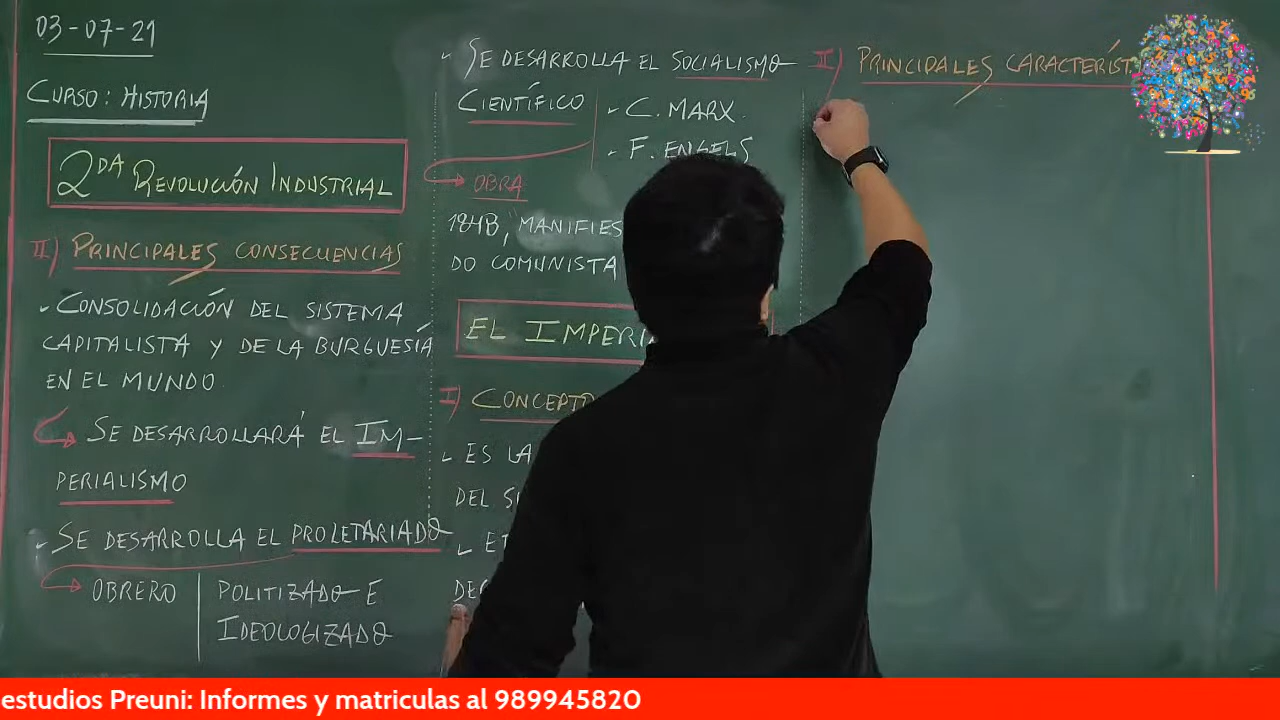 03-07-21
CURSO: HISTORIA
2DA REVOLUCIÓN INDUSTRIAL
II) PRINCIPALES CONSECUENCIAS
CONSOLIDACIÓN DEL SISTEMA
CAPITALISTA Y DE LA BURGUESÍA
EN EL MUNDO
SE DESARROLLARÁ EL IM-
PERIALISMO
SE DESARROLLA EL PROLETARIADO
OBRERO
POLITIZADO E
IDEOLOGIZADO
SE DESARROLLA EL SOCIALISMO
CIENTÍFICO
- C. MARX.
- F. ENGELS
OBRA
1848, "MANIFIES
DO COMUNISTA
EL IMPERI
I) CONCEPTO
ES LA
DEL S
II) PRINCIPALES CARACTERÍST
estudios Preuni: Informes y matriculas al 989945820